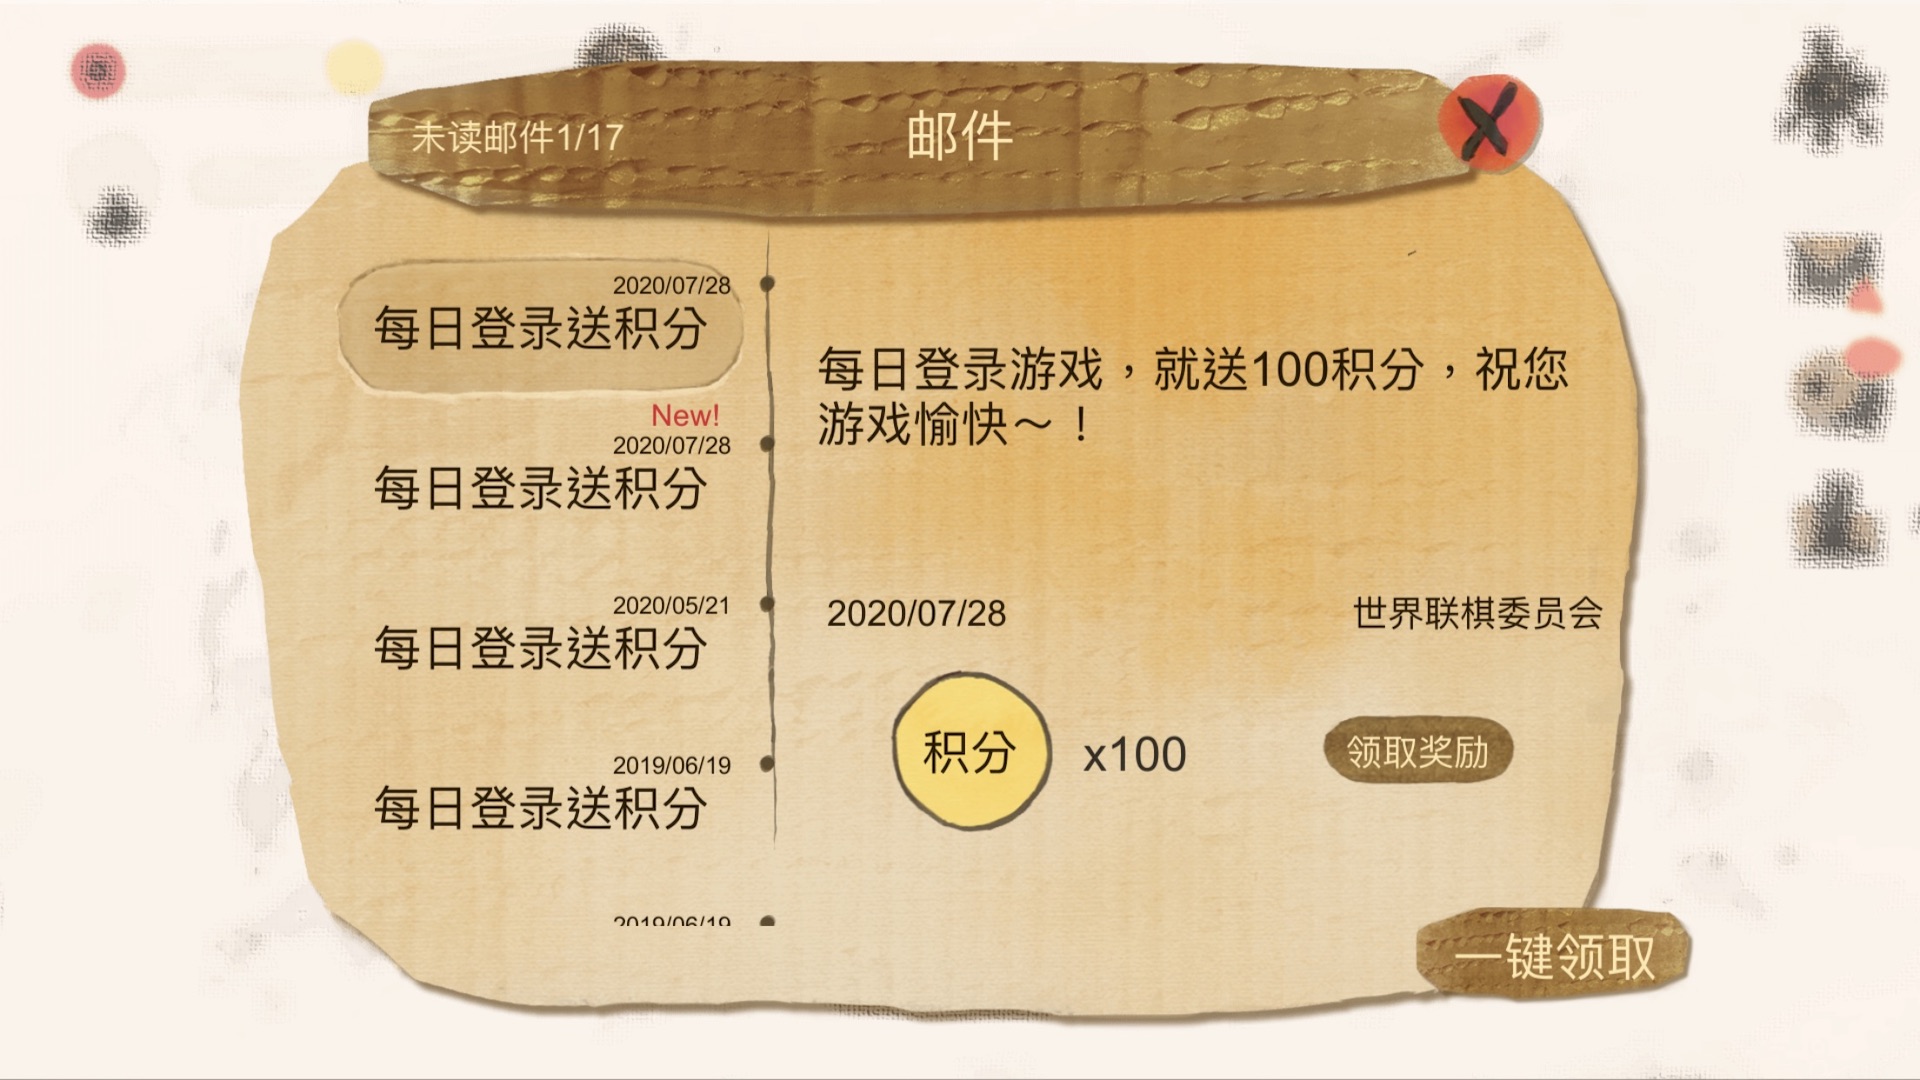 未读邮件1/17
邮件
2020/07/28
每日登录送积分
New!
2020/07/28
每日登录送积分
2020/05/21
每日登录送积分
2019/06/19
每日登录送积分
2019/06/19
每日登录游戏，就送100积分，祝您
游戏愉快～！
2020/07/28
世界联棋委员会
积分
x100
领取奖励
一键领取